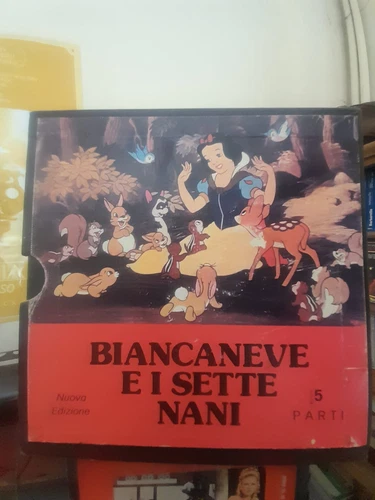 BIANCANEVE
E I SETTE
NANI
Nuova
Edizione
5
PARTI